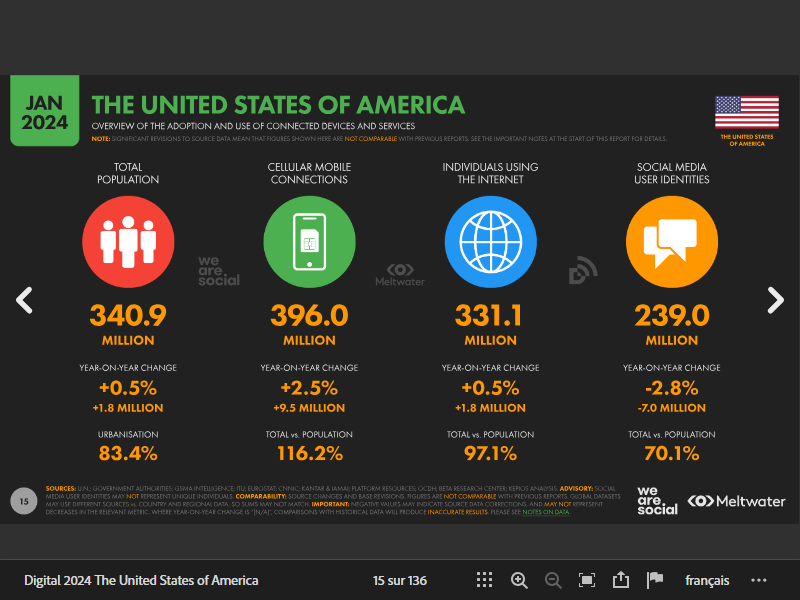 JAN
2024
THE UNITED STATES OF AMERICA
OVERVIEW OF THE ADOPTION AND USE OF CONNECTED DEVICES AND SERVICES
NOTE: SIGNIFICANT REVISIONS TO SOURCE DATA MEAN THAT FIGURES SHOWN HERE ARE NOT COMPARABLE WITH PREVIOUS REPORTS. SEE THE IMPORTANT NOTES AT THE START OF THIS REPORT FOR DETAILS.
THE UNITED STATES
OF AMERICA
TOTAL
POPULATION
CELLULAR MOBILE
CONNECTIONS
INDIVIDUALS USING
THE INTERNET
SOCIAL MEDIA
USER IDENTITIES
we
are
social
Meltwater
340.9
MILLION
396.0
MILLION
331.1
MILLION
239.0
MILLION
YEAR-ON-YEAR CHANGE
+0.5%
+1.8 MILLION
YEAR-ON-YEAR CHANGE
+2.5%
+9.5 MILLION
YEAR-ON-YEAR CHANGE
+0.5%
+1.8 MILLION
YEAR-ON-YEAR CHANGE
-2.8%
-7.0 MILLION
URBANISATION
83.4%
TOTAL vs. POPULATION
116.2%
TOTAL vs. POPULATION
97.1%
TOTAL vs. POPULATION
70.1%
15
SOURCES: U.N.; GOVERNMENT AUTHORITIES; GSMA INTELLIGENCE; ITU; EUROSTAT; CNNIC; KANTAR & IAMAI; PLATFORM RESOURCES; OCDH; BETA RESEARCH CENTER; KEPIOS ANALYSIS. ADVISORY: SOCIAL
MEDIA USER IDENTITIES MAY NOT REPRESENT UNIQUE INDIVIDUALS. COMPARABILITY: SOURCE CHANGES AND BASE REVISIONS. FIGURES ARE NOT COMPARABLE WITH PREVIOUS REPORTS. GLOBAL DATASETS
MAY USE DIFFERENT SOURCES vs. COUNTRY AND REGIONAL DATA, SO SUMS MAY NOT MATCH. IMPORTANT: NEGATIVE VALUES MAY INDICATE SOURCE DATA CORRECTIONS, AND MAY NOT REPRESENT
DECREASES IN THE RELEVANT METRIC. WHERE YEAR-ON-YEAR CHANGE IS "[N/A]", COMPARISONS WITH HISTORICAL DATA WILL PRODUCE INACCURATE RESULTS. PLEASE SEE NOTES ON DATA.
we
are
social
Meltwater
Digital 2024 The United States of America
15 sur 136
français